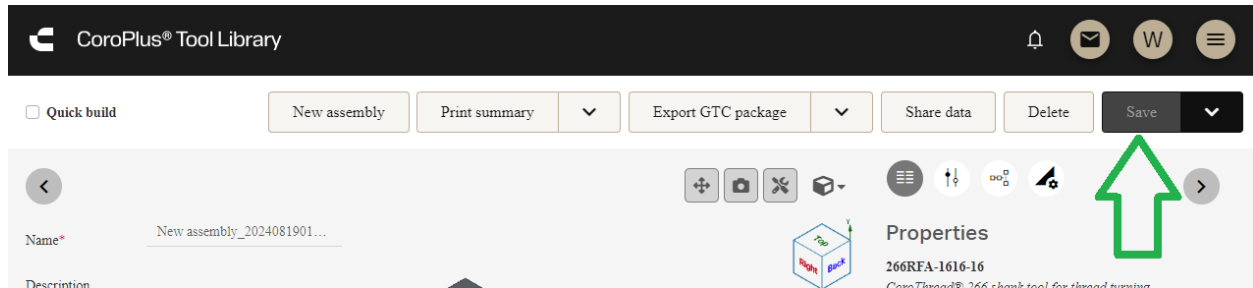 CoroPlus® Tool Library
W
Quick build
New assembly
Print summary
Export GTC package
Share data
Delete
Save
Name*
New assembly_2024081901...
Y
Top
Right
Back
Properties
266RFA-1616-16
Description
CoroThread® 266 shank tool for thread turning